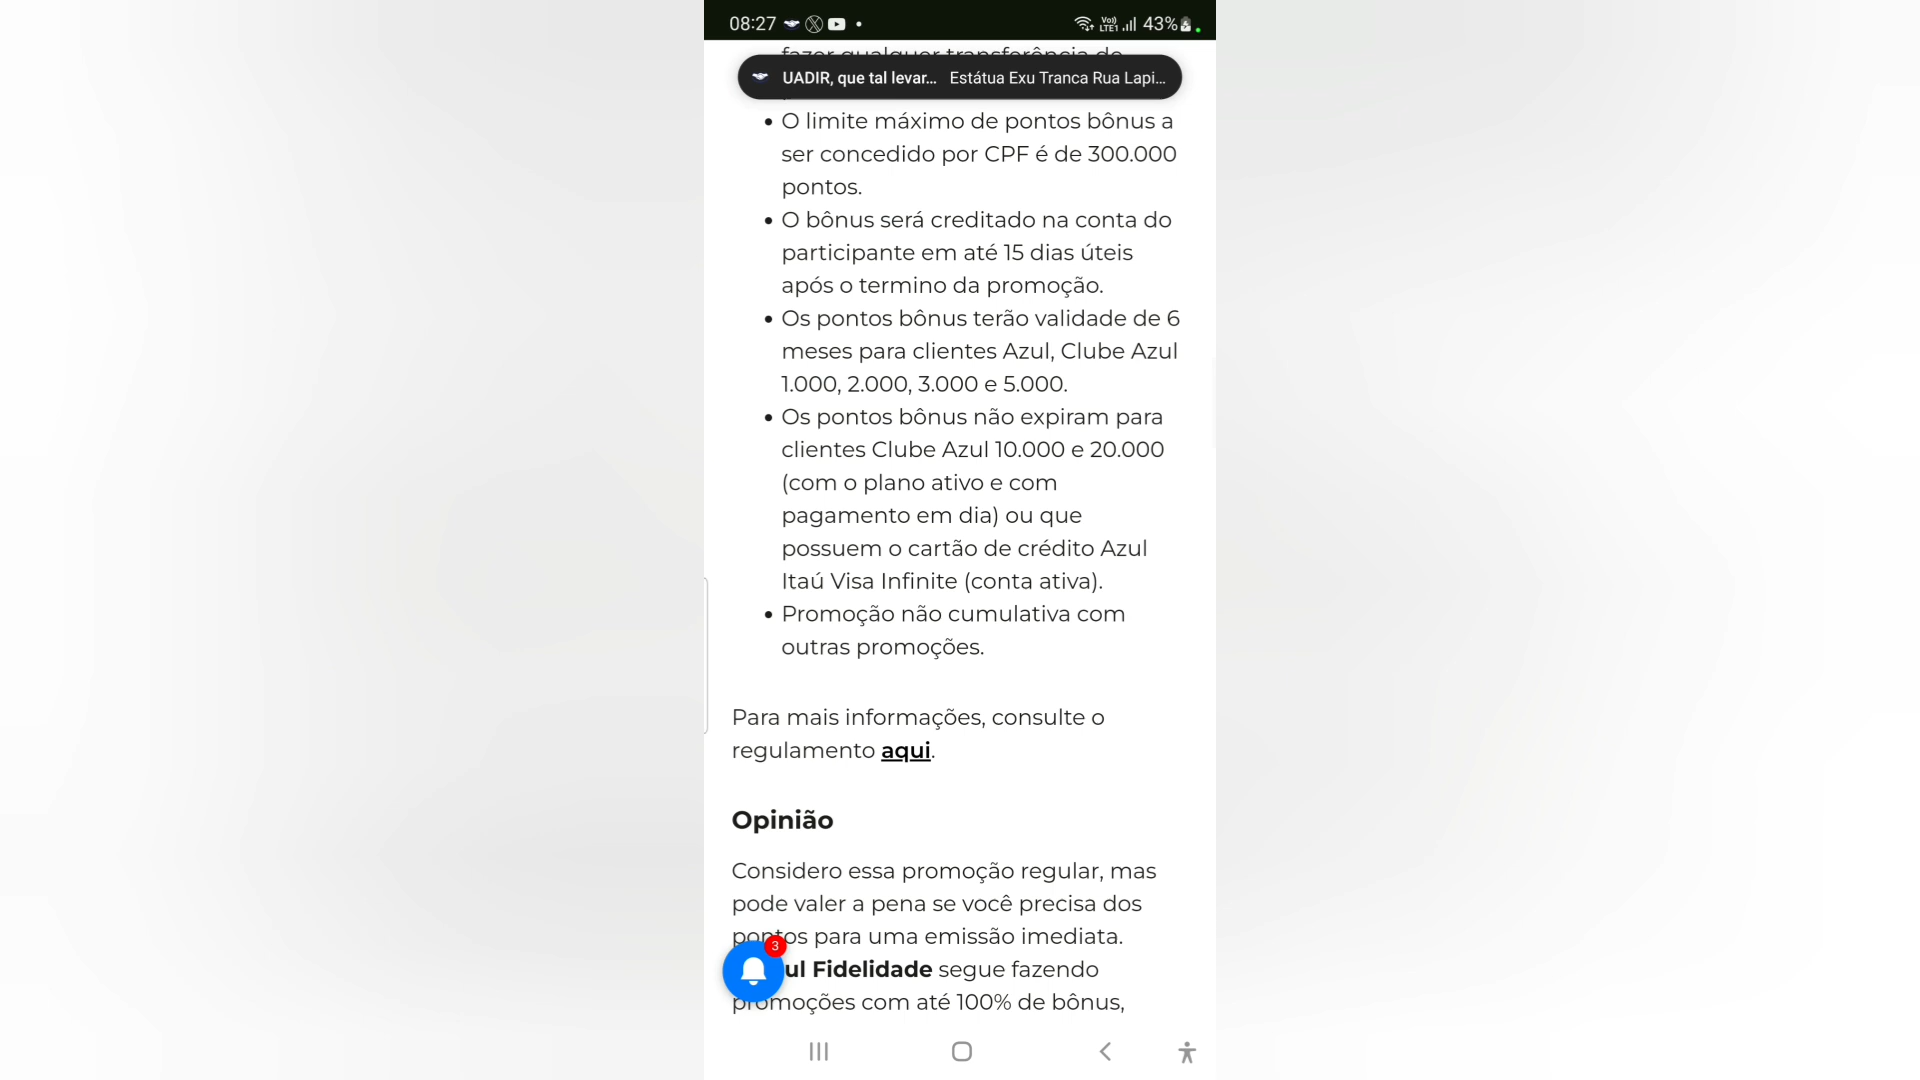 08:27
Vo))
LTE1
43%
fazer qualquer transferência de
UADIR, que tal levar... Estátua Exu Tranca Rua Lapi...
• O limite máximo de pontos bônus a
ser concedido por CPF é de 300.000
pontos.
• O bônus será creditado na conta do
participante em até 15 dias úteis
após o termino da promoção.
• Os pontos bônus terão validade de 6
meses para clientes Azul, Clube Azul
1.000, 2.000, 3.000 e 5.000.
• Os pontos bônus não expiram para
clientes Clube Azul 10.000 e 20.000
(com o plano ativo e com
pagamento em dia) ou que
possuem o cartão de crédito Azul
Itaú Visa Infinite (conta ativa).
• Promoção não cumulativa com
outras promoções.
Para mais informações, consulte o
regulamento aqui.
Opinião
Considero essa promoção regular, mas
pode valer a pena se você precisa dos
pontos para uma emissão imediata.
3
ul Fidelidade segue fazendo
promoções com até 100% de bônus,